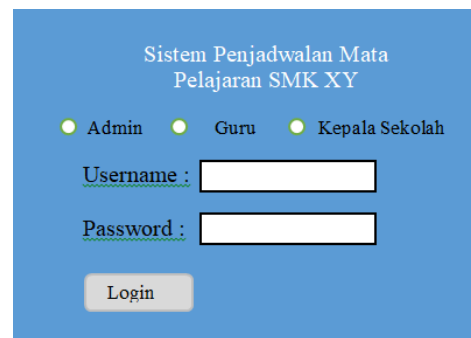 Sistem Penjadwalan Mata
Pelajaran SMK XY
Admin Guru Kepala Sekolah
Username :
Password :
Login